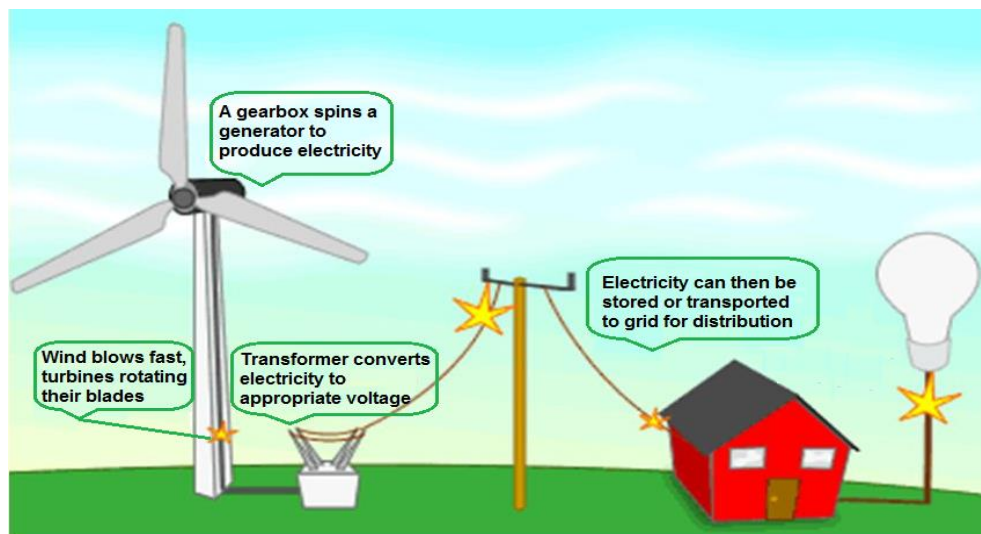 A gearbox spins a
generator to
produce electricity
Wind blows fast,
turbines rotating
their blades
Transformer converts
electricity to
appropriate voltage
Electricity can then be
stored or transported
to grid for distribution